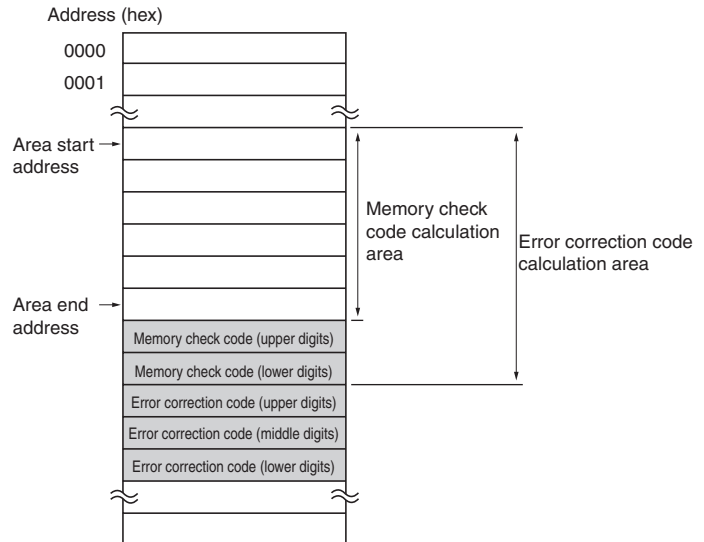 Address (hex)
0000
0001
Area start
address
Memory check
code calculation
area
Error correction code
calculation area
Area end
address
Memory check code (upper digits)
Memory check code (lower digits)
Error correction code (upper digits)
Error correction code (middle digits)
Error correction code (lower digits)